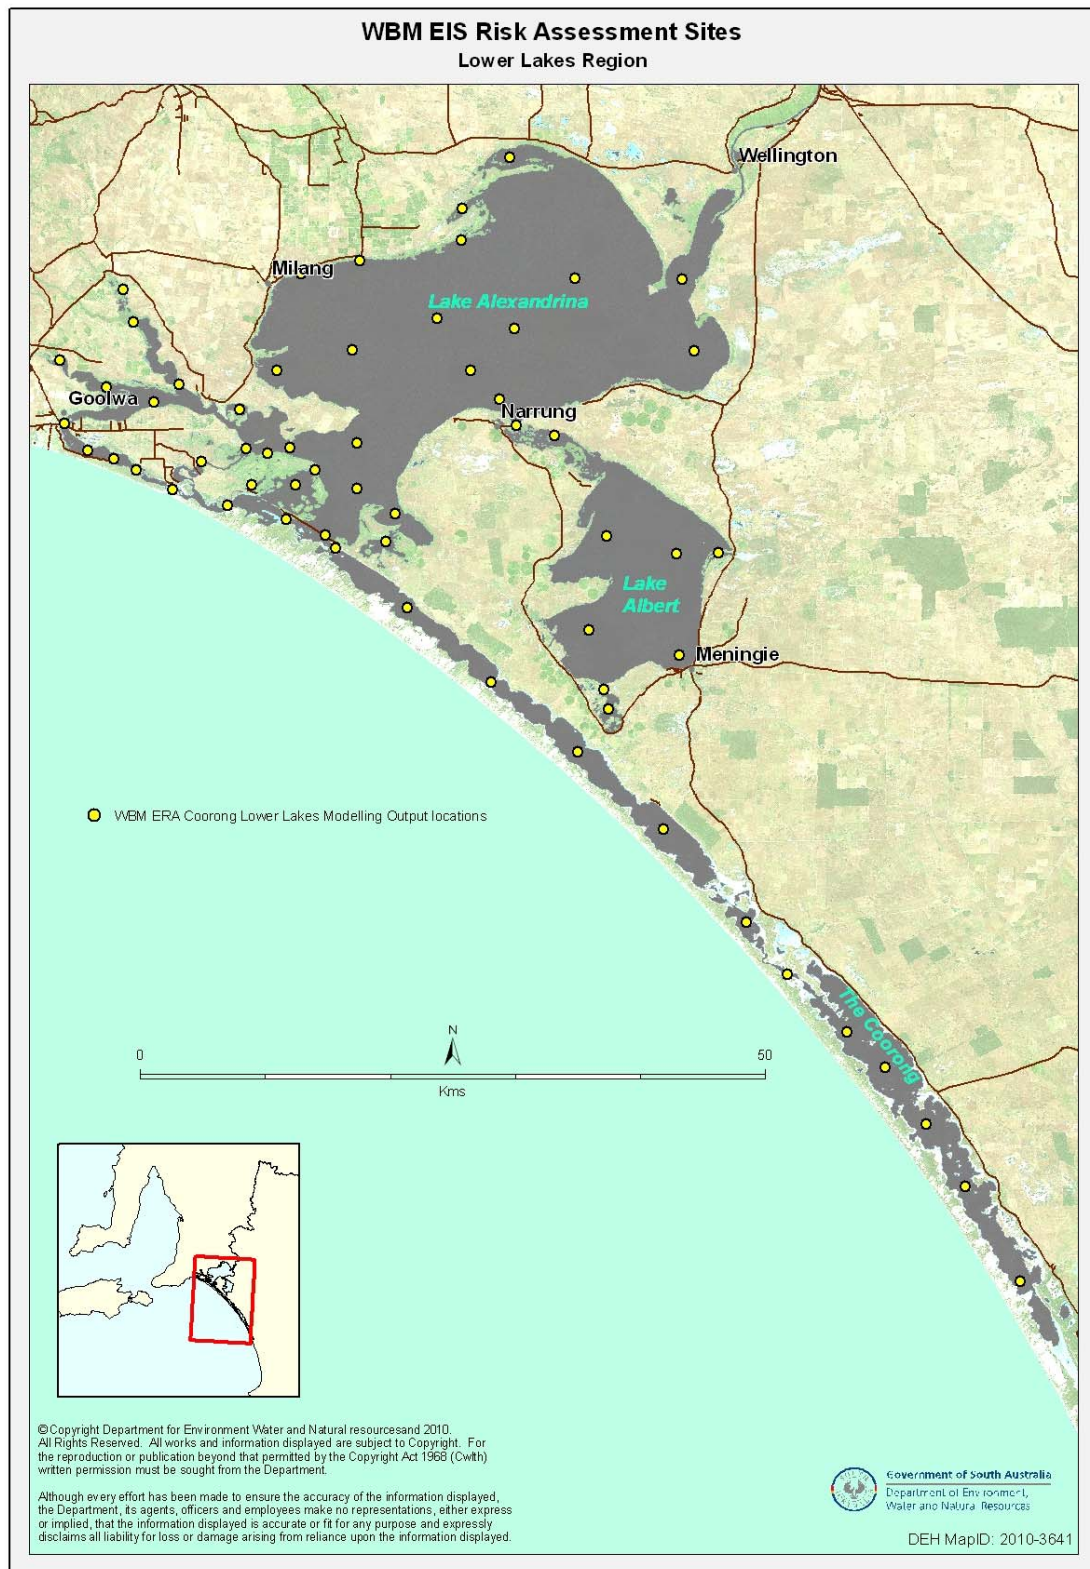 WBM EIS Risk Assessment Sites
Lower Lakes Region
Wellington
Milang
Lake Alexandrina
Goolwa
Narrung
Lake
Albert
Meningie
WBM ERA Coorong Lower Lakes Modelling Output locations
The Coorong
N
0
50
Kms
©Copyright Department for Environment Water and Natural resourcesand 2010.
All Rights Reserved. All works and information displayed are subject to Copyright. For
the reproduction or publication beyond that permitted by the Copyright Act 1968 (Cwlth)
written permission must be sought from the Department.
Although every effort has been made to ensure the accuracy of the information displayed,
the Department, its agents, officers and employees make no representations, either express
or implied, that the information displayed is accurate or fit for any purpose and expressly
disclaims all liability for loss or damage arising from reliance upon the information displayed.
Government of South Australia
Department of Environment,
Water and Natural Resources
DEH MapID: 2010-3641